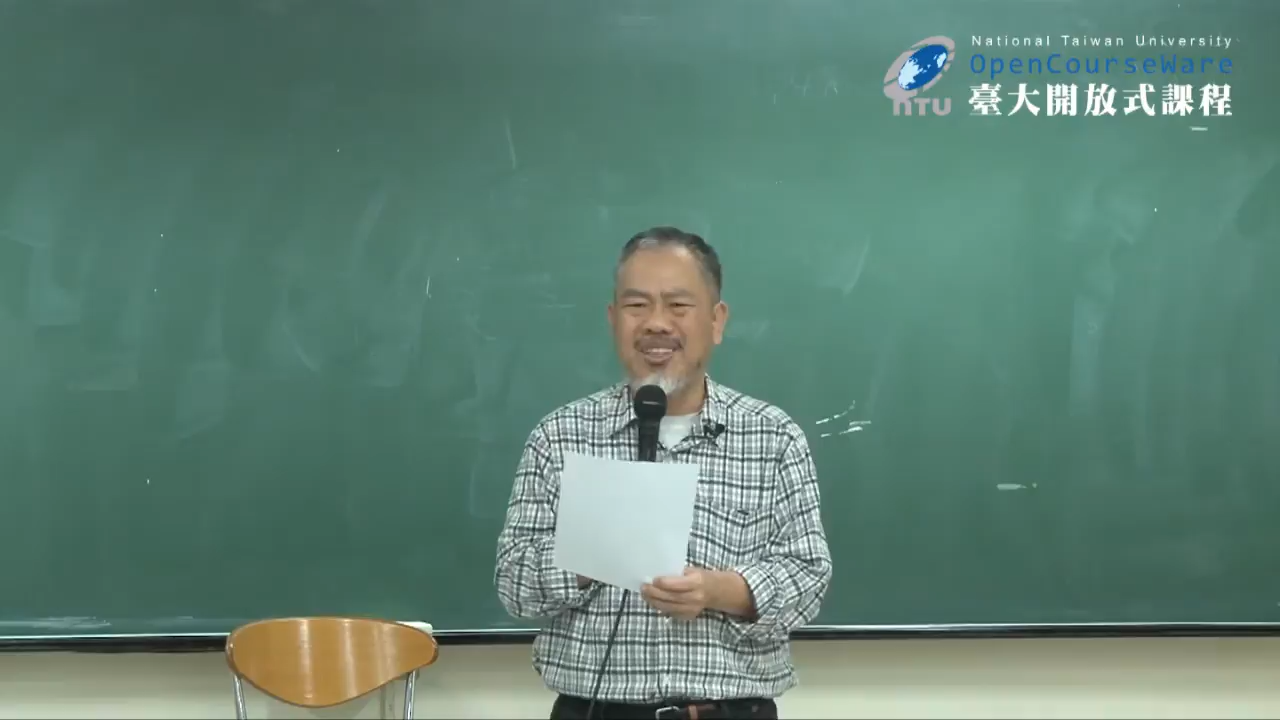 National Taiwan University
OpenCourseWare
臺大開放式課程
NTU